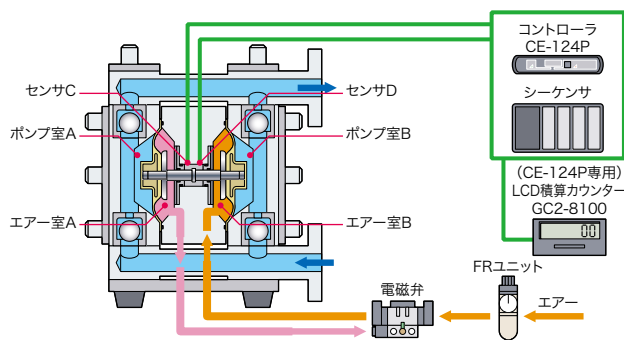 コントローラ
CE-124P
シーケンサ
センサC
センサD
ポンプ室A
ポンプ室B
エアー室A
エアー室B
（CE-124P専用）
LCD積算カウンター
GC2-8100
00
FRユニット
電磁弁
エアー